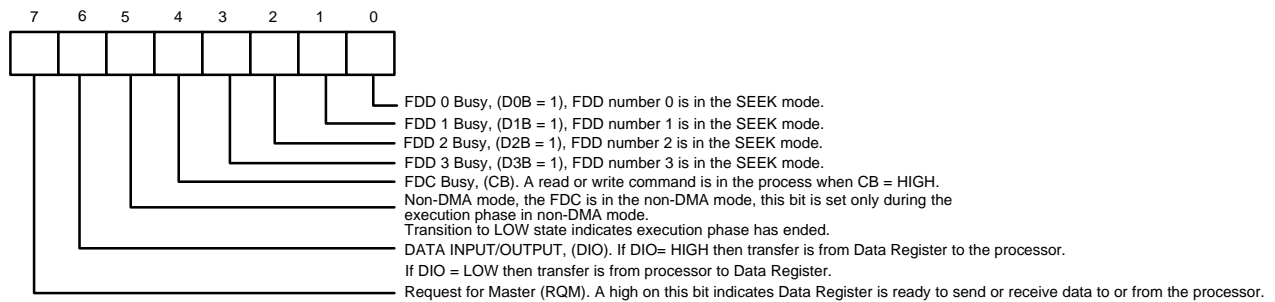 7 6 5 4 3 2 1 0
FDD 0 Busy, (D0B = 1), FDD number 0 is in the SEEK mode.
FDD 1 Busy, (D1B = 1), FDD number 1 is in the SEEK mode.
FDD 2 Busy, (D2B = 1), FDD number 2 is in the SEEK mode.
FDD 3 Busy, (D3B = 1), FDD number 3 is in the SEEK mode.
FDC Busy, (CB). A read or write command is in the process when CB = HIGH.
Non-DMA mode, the FDC is in the non-DMA mode, this bit is set only during the
execution phase in non-DMA mode.
Transition to LOW state indicates execution phase has ended.
DATA INPUT/OUTPUT, (DIO). If DIO= HIGH then transfer is from Data Register to the processor.
If DIO = LOW then transfer is from processor to Data Register.
Request for Master (RQM). A high on this bit indicates Data Register is ready to send or receive data to or from the processor.